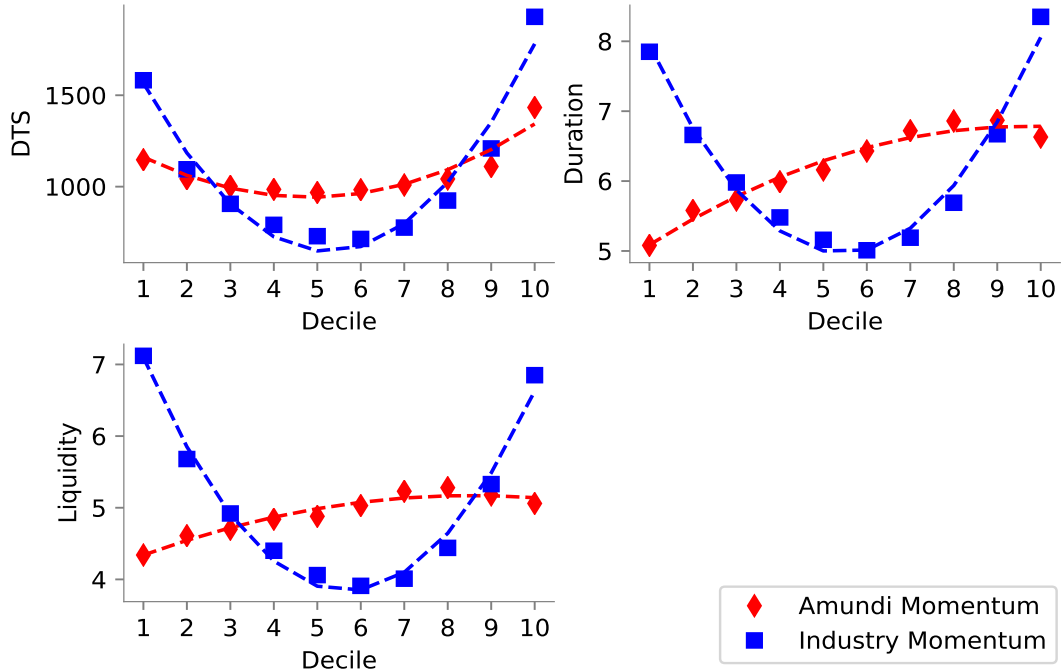 DTS
1500
1000
1 2 3 4 5 6 7 8 9 10
Decile
Duration
8
7
6
5
1 2 3 4 5 6 7 8 9 10
Decile
Liquidity
7
6
5
4
1 2 3 4 5 6 7 8 9 10
Decile
Amundi Momentum
Industry Momentum